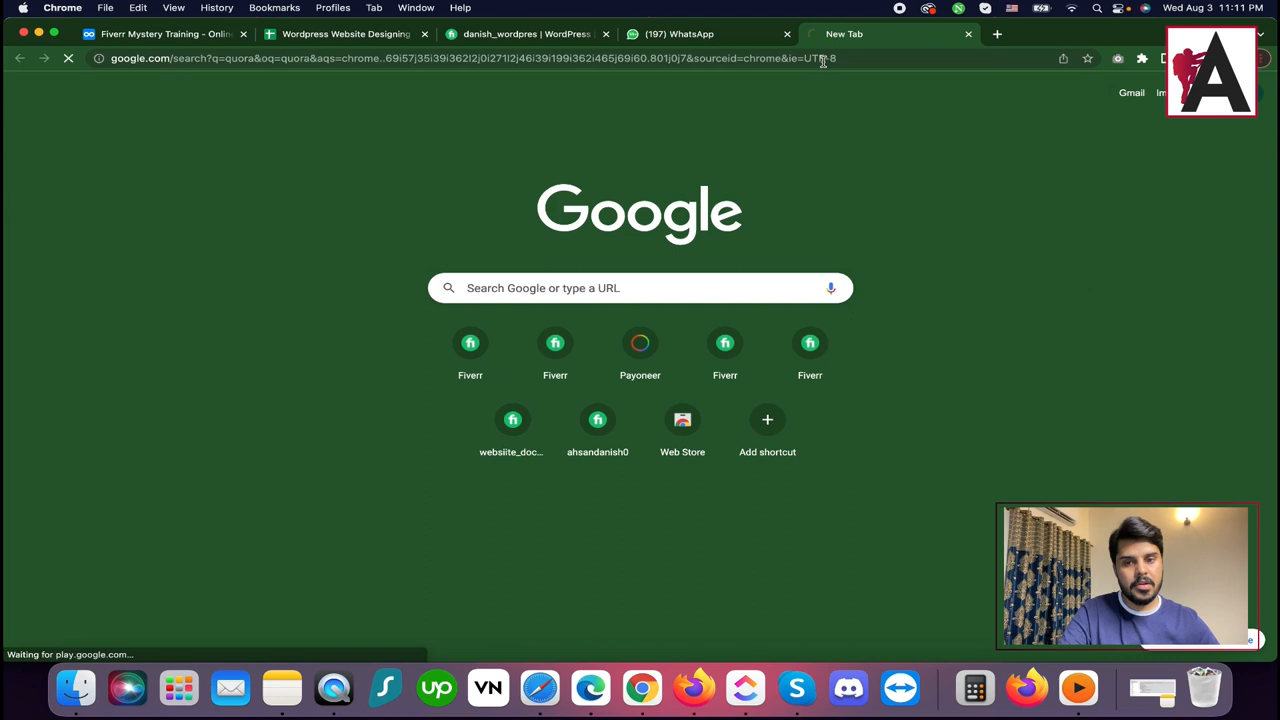 Chrome File Edit View History Bookmarks Profiles Tab Window Help Wed Aug 3 11:11 PM
Fiverr Mystery Training - Online Wordpress Website Designing danish_wordpres | WordPress (197) WhatsApp New Tab
google.com/search?q=quora&oq=quora&aqs=chrome..69i57j35i39i362l2j0i271l2j46i39i199i362i465j69i60.801j0j7&sourceid=chrome&ie=UTF-8
Gmail
A
Google
Search Google or type a URL
Fiverr Fiverr Payoneer Fiverr Fiverr
websiite_doc... ahsandanish0 Web Store Add shortcut
Waiting for play.google.com...
up VN